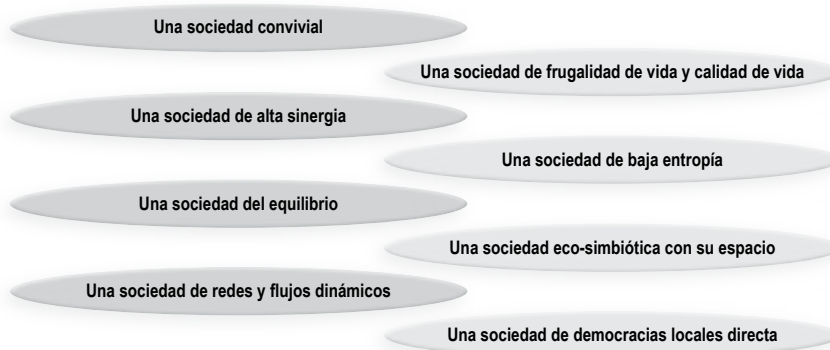 Una sociedad convivial
Una sociedad de frugalidad de vida y calidad de vida
Una sociedad de alta sinergia
Una sociedad de baja entropía
Una sociedad del equilibrio
Una sociedad eco-simbiótica con su espacio
Una sociedad de redes y flujos dinámicos
Una sociedad de democracias locales directa